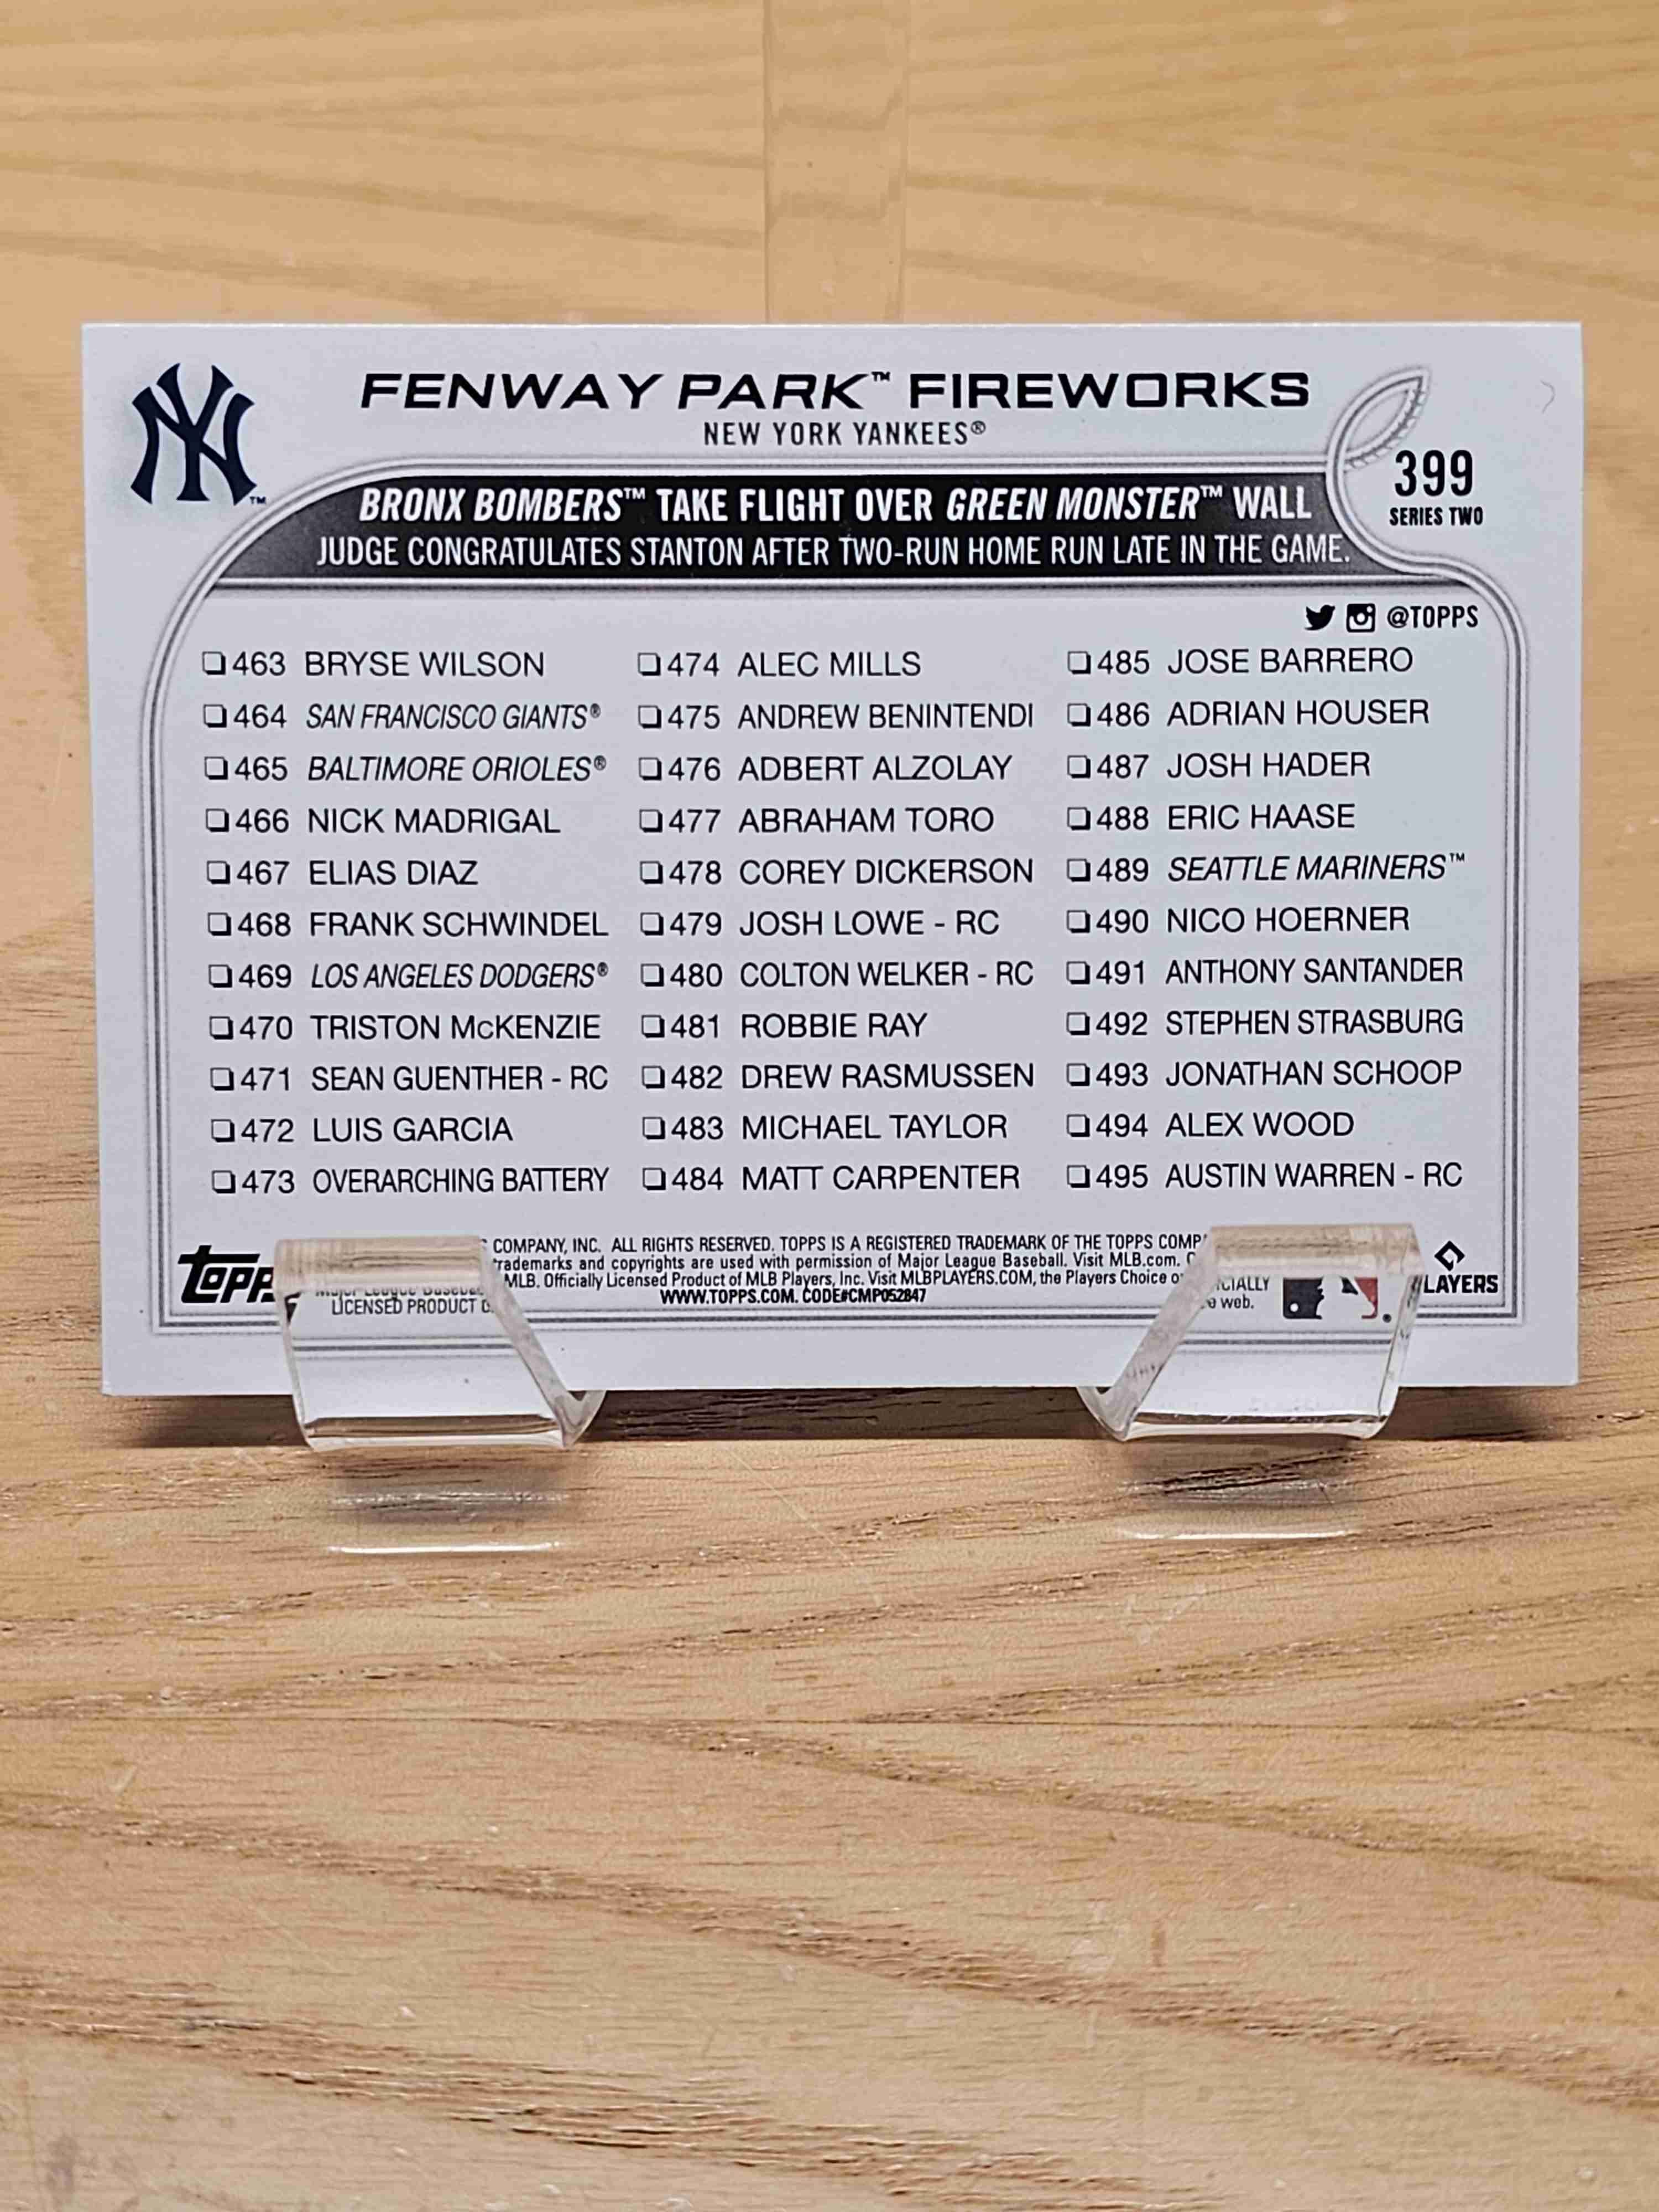 NY™
FENWAY PARK™ FIREWORKS
NEW YORK YANKEES®
399
SERIES TWO
BRONX BOMBERS™ TAKE FLIGHT OVER GREEN MONSTER™ WALL
JUDGE CONGRATULATES STANTON AFTER TWO-RUN HOME RUN LATE IN THE GAME.
@TOPPS
463 BRYSE WILSON
464 SAN FRANCISCO GIANTS®
465 BALTIMORE ORIOLES®
466 NICK MADRIGAL
467 ELIAS DIAZ
468 FRANK SCHWINDEL
469 LOS ANGELES DODGERS®
470 TRISTON McKENZIE
471 SEAN GUENTHER - RC
472 LUIS GARCIA
473 OVERARCHING BATTERY
474 ALEC MILLS
475 ANDREW BENINTENDI
476 ADBERT ALZOLAY
477 ABRAHAM TORO
478 COREY DICKERSON
479 JOSH LOWE - RC
480 COLTON WELKER - RC
481 ROBBIE RAY
482 DREW RASMUSSEN
483 MICHAEL TAYLOR
484 MATT CARPENTER
485 JOSE BARRERO
486 ADRIAN HOUSER
487 JOSH HADER
488 ERIC HAASE
489 SEATTLE MARINERS™
490 NICO HOERNER
491 ANTHONY SANTANDER
492 STEPHEN STRASBURG
493 JONATHAN SCHOOP
494 ALEX WOOD
495 AUSTIN WARREN - RC
COMPANY, INC. ALL RIGHTS RESERVED. TOPPS IS A REGISTERED TRADEMARK OF THE TOPPS
and copyrights are used with permission of Major League Baseball. Visit MLB.com.
MLB. Officially Licensed Product of MLB Players, Inc. Visit MLBPLAYERS.COM, the Players Choice
LICENSED PRODUCT
WWW.TOPPS.COM. CODE#CMP052847
web.